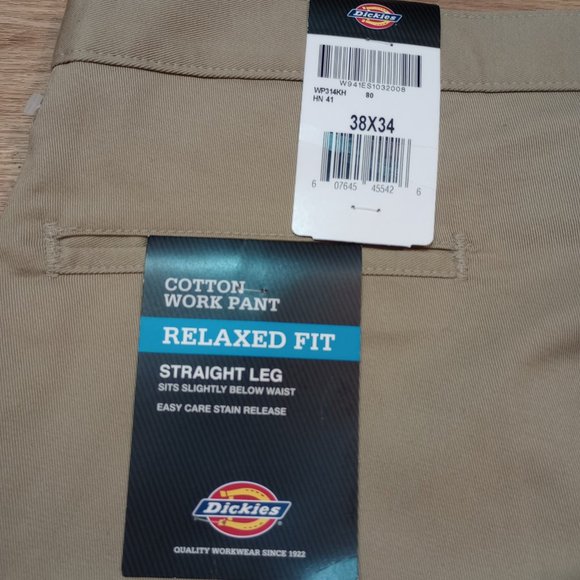 Dickies
W941ES1032008
WP314KH 80
HN 41
38X34
6 07645 45542 6
COTTON
WORK PANT
RELAXED FIT
STRAIGHT LEG
SITS SLIGHTLY BELOW WAIST
EASY CARE STAIN RELEASE
Dickies
QUALITY WORKWEAR SINCE 1922